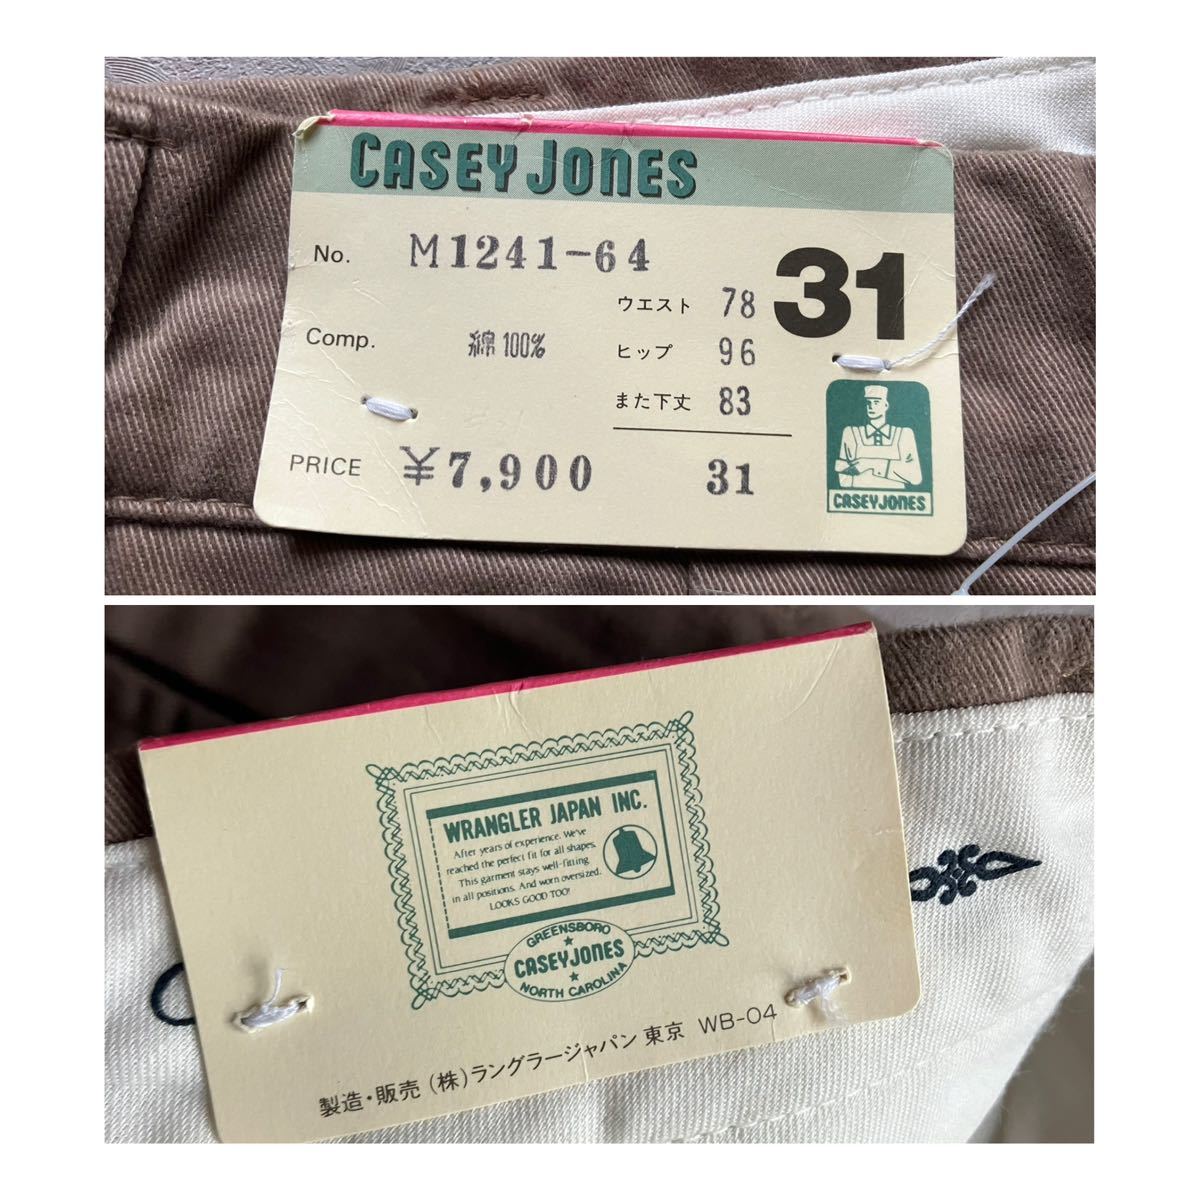 CASEY JONES
No. M1241-64
31
ウエスト 78
Comp. 綿100%
ヒップ 96
また下丈 83
PRICE ¥7,900
31
CASEY JONES
WRANGLER JAPAN INC.
After years of experience. We've
reached the perfect fit for all shapes.
This garment stays well-fitting
in all positions. And worn oversized.
LOOKS GOOD TOO!
GREENSBORO
CASEY JONES
NORTH CAROLINA
製造・販売 (株)ラングラージャパン 東京 WB-04